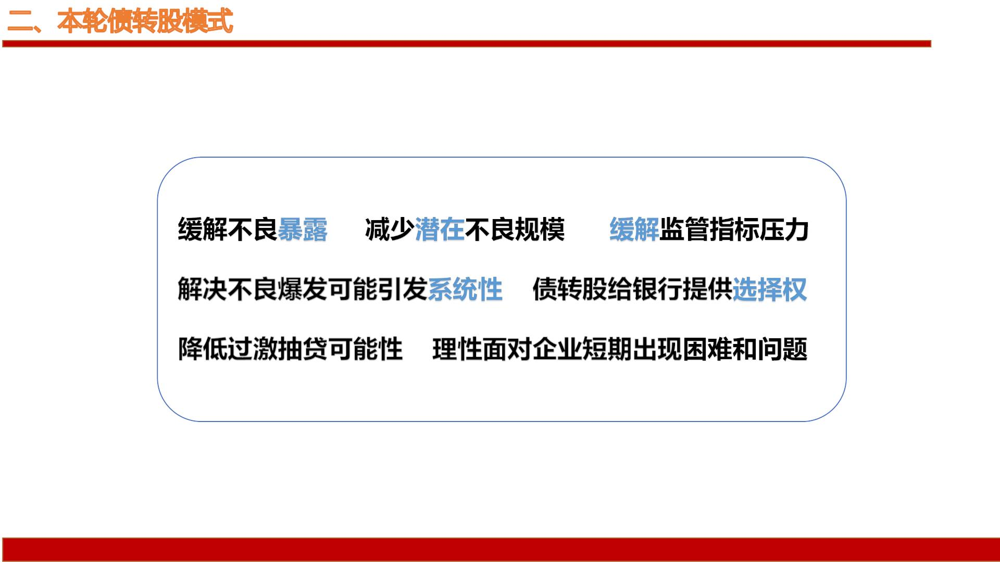 二、本轮债转股模式
缓解不良暴露 减少潜在不良规模 缓解监管指标压力
解决不良爆发可能引发系统性 债转股给银行提供选择权
降低过激抽贷可能性 理性面对企业短期出现困难和问题